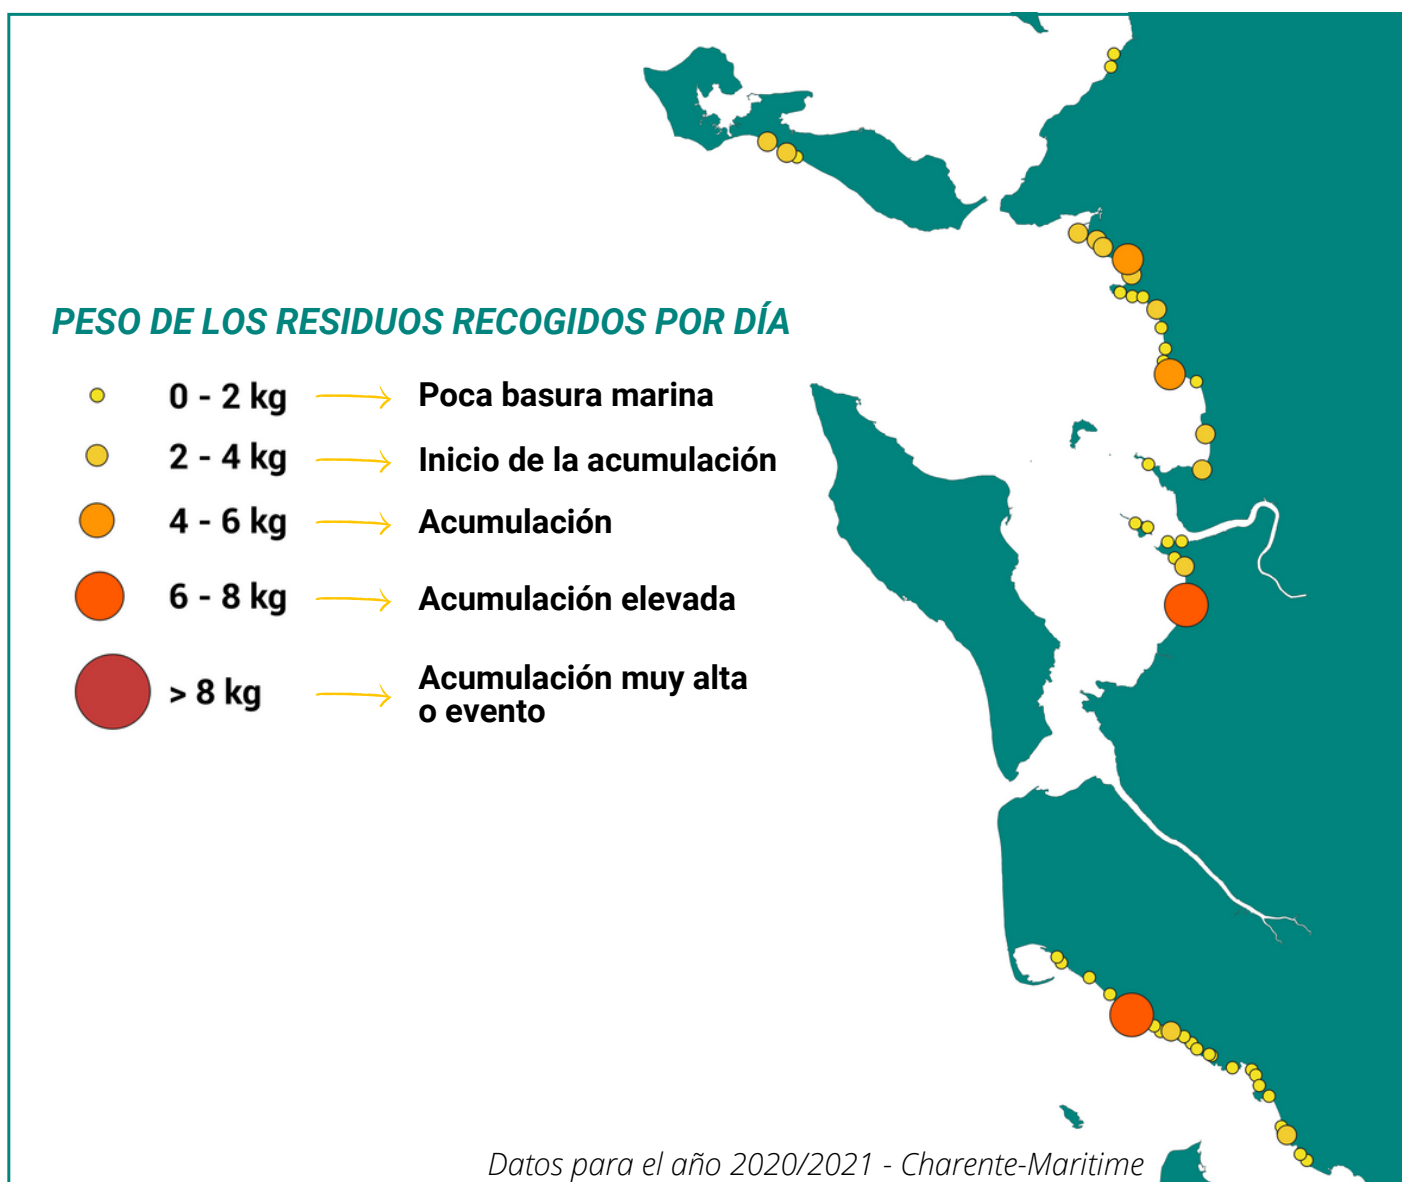 PESO DE LOS RESIDUOS RECOGIDOS POR DÍA
0 - 2 kg Poca basura marina
2 - 4 kg Inicio de la acumulación
4 - 6 kg Acumulación
6 - 8 kg Acumulación elevada
> 8 kg Acumulación muy alta
o evento
Datos para el año 2020/2021 - Charente-Maritime